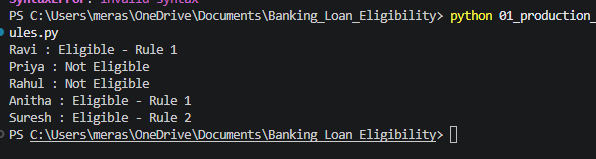 SyntaxError: invalid syntax
PS C:\Users\meras\OneDrive\Documents\Banking_Loan_Eligibility> python 01_production_
ules.py
Ravi : Eligible - Rule 1
Priya : Not Eligible
Rahul : Not Eligible
Anitha : Eligible - Rule 1
Suresh : Eligible - Rule 2
PS C:\Users\meras\OneDrive\Documents\Banking_Loan_Eligibility>